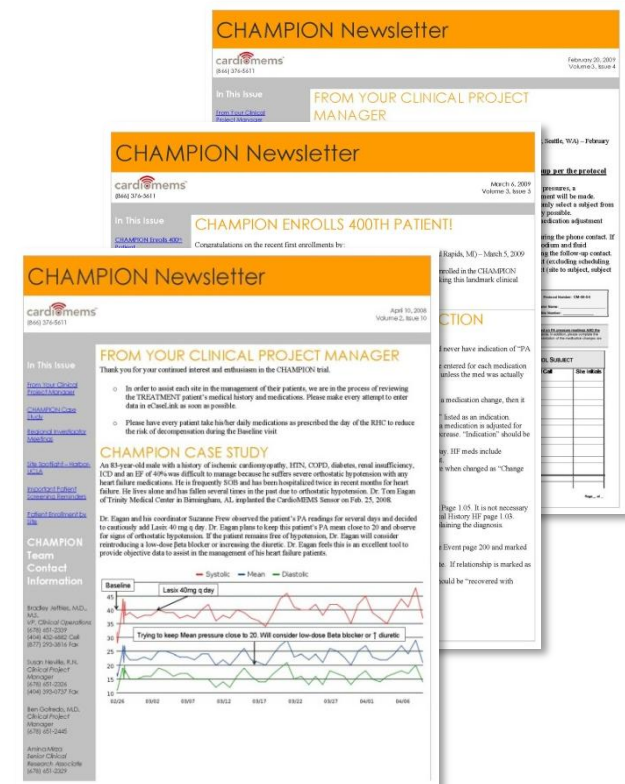 CHAMPION Newsletter
cardiomems
(866) 376-5611
February 20, 2009
Volume 3, Issue 4
In This Issue
From Your Clinical
Project Manager
FROM YOUR CLINICAL PROJECT
MANAGER
, Seattle, WA) – February
up per the protocol
pressures, a
ment will be made.
mly select a subject from
y possible.
edication adjustment
ring the phone contact. If
odium and fluid
g the follow-up contact.
t (excluding scheduling
t (site to subject, subject
OL SUBJECT
Call
Site Initials
CHAMPION Newsletter
cardiomems
(866) 376-5611
March 6, 2009
Volume 3, Issue 5
In This Issue
CHAMPION Enrolls 400th
Patient
CHAMPION ENROLLS 400TH PATIENT!
Congratulations on the recent first enrollments by:
Rapids, MI) – March 5, 2009
nrolled in the CHAMPION
king this landmark clinical
CTION
d never have indication of "PA
e entered for each medication
unless the med was actually
a medication change, then it
" listed as an indication.
medication is adjusted for
crease. "Indication" should be
ay. HF meds include
e when changed as "Change
Page 1.05. It is not necessary
l History HF page 1.03.
laining the diagnosis.
e Event page 200 and marked
te. If relationship is marked as
ould be "recovered with
CHAMPION Newsletter
cardiomems
(866) 376-5611
April 10, 2008
Volume 2, Issue 10
In This Issue
From Your Clinical
Project Manager
CHAMPION Case
Study
Regional Investigator
Meetings
Site Spotlight – Harbor-
UCLA
Important Patient
Screening Reminders
Patient Enrollment by
Site
CHAMPION
Team
Contact
Information
Bradley Jeffries, M.D.,
M.S.
VP, Clinical Operations
(678) 651-2309
(404) 402-6882 Cell
(877) 293-3816 Fax
Susan Neville, R.N.
Clinical Project
Manager
(678) 651-2326
(404) 393-0737 Fax
Ben Gofredo, M.D.
Clinical Project
Manager
(678) 651-2445
Amina Mirza
Senior Clinical
Research Associate
(678) 651-2329
FROM YOUR CLINICAL PROJECT MANAGER
Thank you for your continued interest and enthusiasm in the CHAMPION trial.
o In order to assist each site in the management of their patients, we are in the process of reviewing
the TREATMENT patient's medical history and medications. Please make every attempt to enter
data in eCaseLink as soon as possible.
o Please have every patient take his/her daily medications as prescribed the day of the RHC to reduce
the risk of decompensation during the Baseline visit
CHAMPION CASE STUDY
An 83-year-old male with a history of ischemic cardiomyopathy, HTN, COPD, diabetes, renal insufficiency,
ICD and an EF of 40% was difficult to manage because he suffers severe orthostatic hypotension with any
heart failure medications. He is frequently SOB and has been hospitalized twice in recent months for heart
failure. He lives alone and has fallen several times in the past due to orthostatic hypotension. Dr. Tom Eagan
of Trinity Medical Center in Birmingham, AL implanted the CardioMEMS Sensor on Feb. 25, 2008.
Dr. Eagan and his coordinator Suzanne Frew observed the patient's PA readings for several days and decided
to cautiously add Lasix 40 mg q day. Dr. Eagan plans to keep this patient's PA mean close to 20 and observe
for signs of orthostatic hypotension. If the patient remains free of hypotension, Dr. Eagan will consider
reintroducing a low-dose Beta blocker or increasing the diuretic. Dr. Eagan feels this is an excellent tool to
provide objective data to assist in the management of his heart failure patients.
Systolic Mean Diastolic
Baseline
Lasix 40mg q day
Trying to keep Mean pressure close to 20. Will consider low-dose Beta blocker or ↑ diuretic
45
40
35
30
25
20
15
10
02/26 03/02 03/07 03/12 03/17 03/22 03/27 04/01 04/06